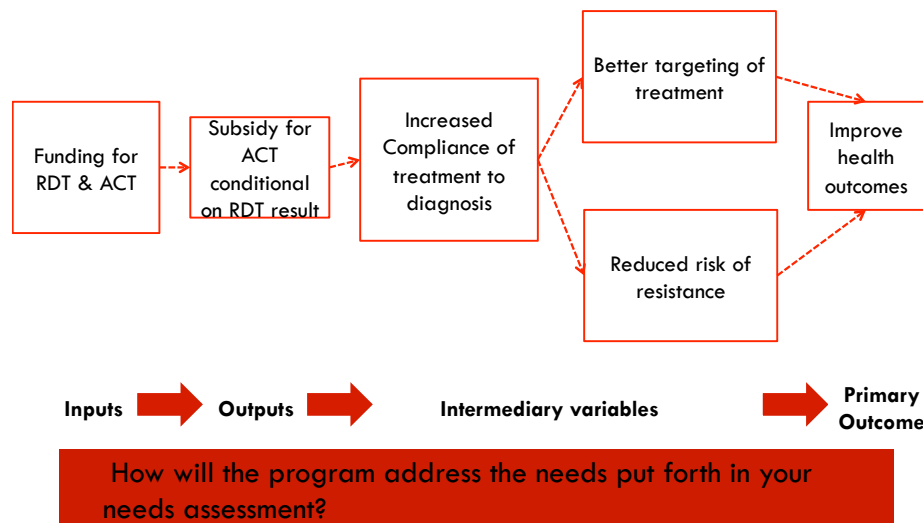 Funding for
RDT & ACT
Subsidy for
ACT
conditional
on RDT result
Increased
Compliance of
treatment to
diagnosis
Better targeting of
treatment
Reduced risk of
resistance
Improve
health
outcomes
Inputs
Outputs
Intermediary variables
Primary
Outcome
How will the program address the needs put forth in your
needs assessment?